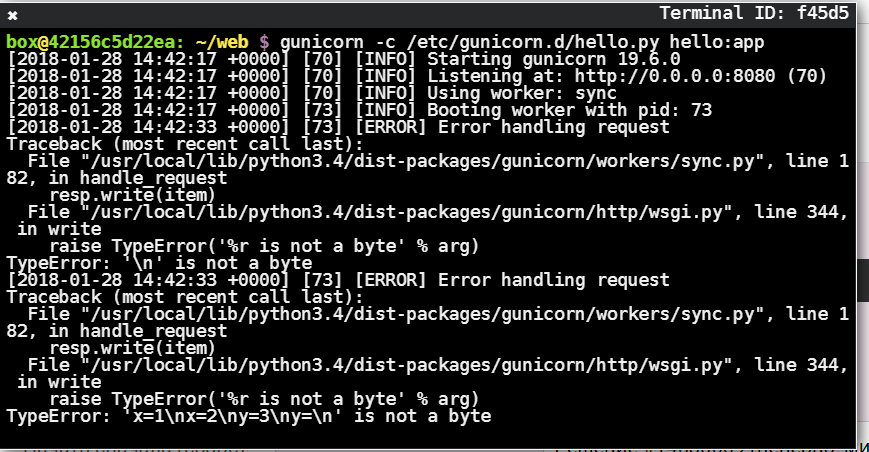 ✖ Terminal ID: f45d5
box@42156c5d22ea: ~/web $ gunicorn -c /etc/gunicorn.d/hello.py hello:app
[2018-01-28 14:42:17 +0000] [70] [INFO] Starting gunicorn 19.6.0
[2018-01-28 14:42:17 +0000] [70] [INFO] Listening at: http://0.0.0.0:8080 (70)
[2018-01-28 14:42:17 +0000] [70] [INFO] Using worker: sync
[2018-01-28 14:42:17 +0000] [73] [INFO] Booting worker with pid: 73
[2018-01-28 14:42:33 +0000] [73] [ERROR] Error handling request
Traceback (most recent call last):
  File "/usr/local/lib/python3.4/dist-packages/gunicorn/workers/sync.py", line 1
82, in handle_request
    resp.write(item)
  File "/usr/local/lib/python3.4/dist-packages/gunicorn/http/wsgi.py", line 344,
 in write
    raise TypeError('%r is not a byte' % arg)
TypeError: '\n' is not a byte
[2018-01-28 14:42:33 +0000] [73] [ERROR] Error handling request
Traceback (most recent call last):
  File "/usr/local/lib/python3.4/dist-packages/gunicorn/workers/sync.py", line 1
82, in handle_request
    resp.write(item)
  File "/usr/local/lib/python3.4/dist-packages/gunicorn/http/wsgi.py", line 344,
 in write
    raise TypeError('%r is not a byte' % arg)
TypeError: 'x=1\nx=2\ny=3\ny=\n' is not a byte